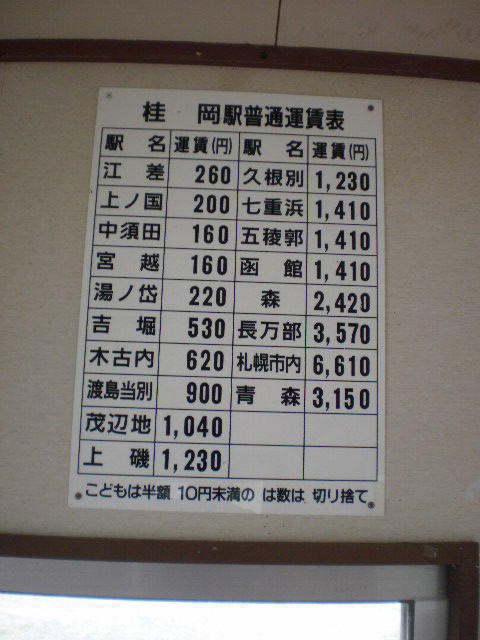 桂 岡駅普通運賃表
駅 名 運賃(円) 駅 名 運賃(円)
江 差 260 久根別 1,230
上ノ国 200 七重浜 1,410
中須田 160 五稜郭 1,410
宮 越 160 函 館 1,410
湯ノ岱 220 森 2,420
吉 堀 530 長万部 3,570
木古内 620 札幌市内 6,610
渡島当別 900 青 森 3,150
茂辺地 1,040
上 磯 1,230
こどもは半額 10円未満の は数は 切り捨て